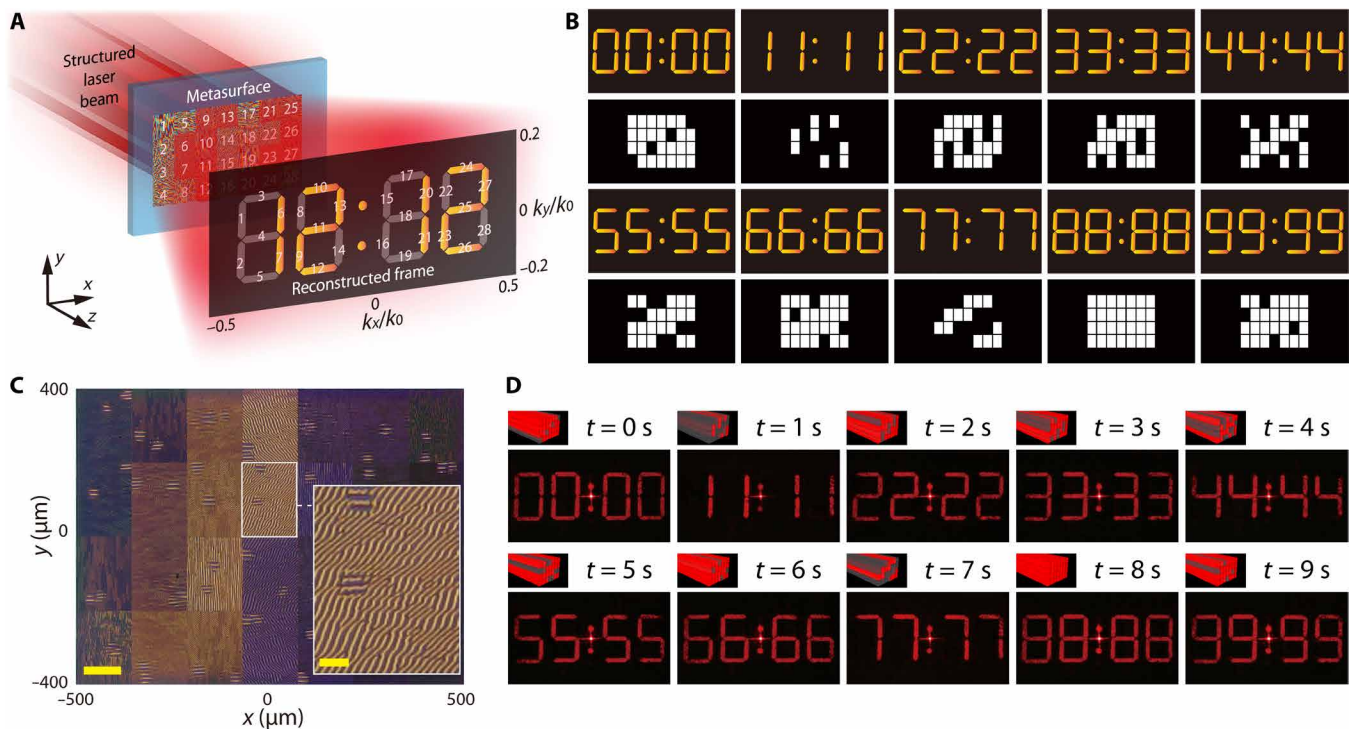 A
Structured
laser
beam
Metasurface
1 5 9 13 17 21 25
2 6 10 14 18 22 26
3 7 11 15 19 23 27
4 8 12 16 20 24 28
0.2
0 ky/k0
−0.2
3 10 17 24
1 6 8 13 15 20 22 27
4 11 18 25
2 7 9 14 16 21 23 28
5 12 19 26
Reconstructed frame
−0.5
0
0.5
kx/k0
y
x
z
B
00:00 11:11 22:22 33:33 44:44
55:55 66:66 77:77 88:88 99:99
C
400
0
−400
y (μm)
−500 0 500
x (μm)
D
t = 0 s t = 1 s t = 2 s t = 3 s t = 4 s
00:00 11:11 22:22 33:33 44:44
t = 5 s t = 6 s t = 7 s t = 8 s t = 9 s
55:55 66:66 77:77 88:88 99:99